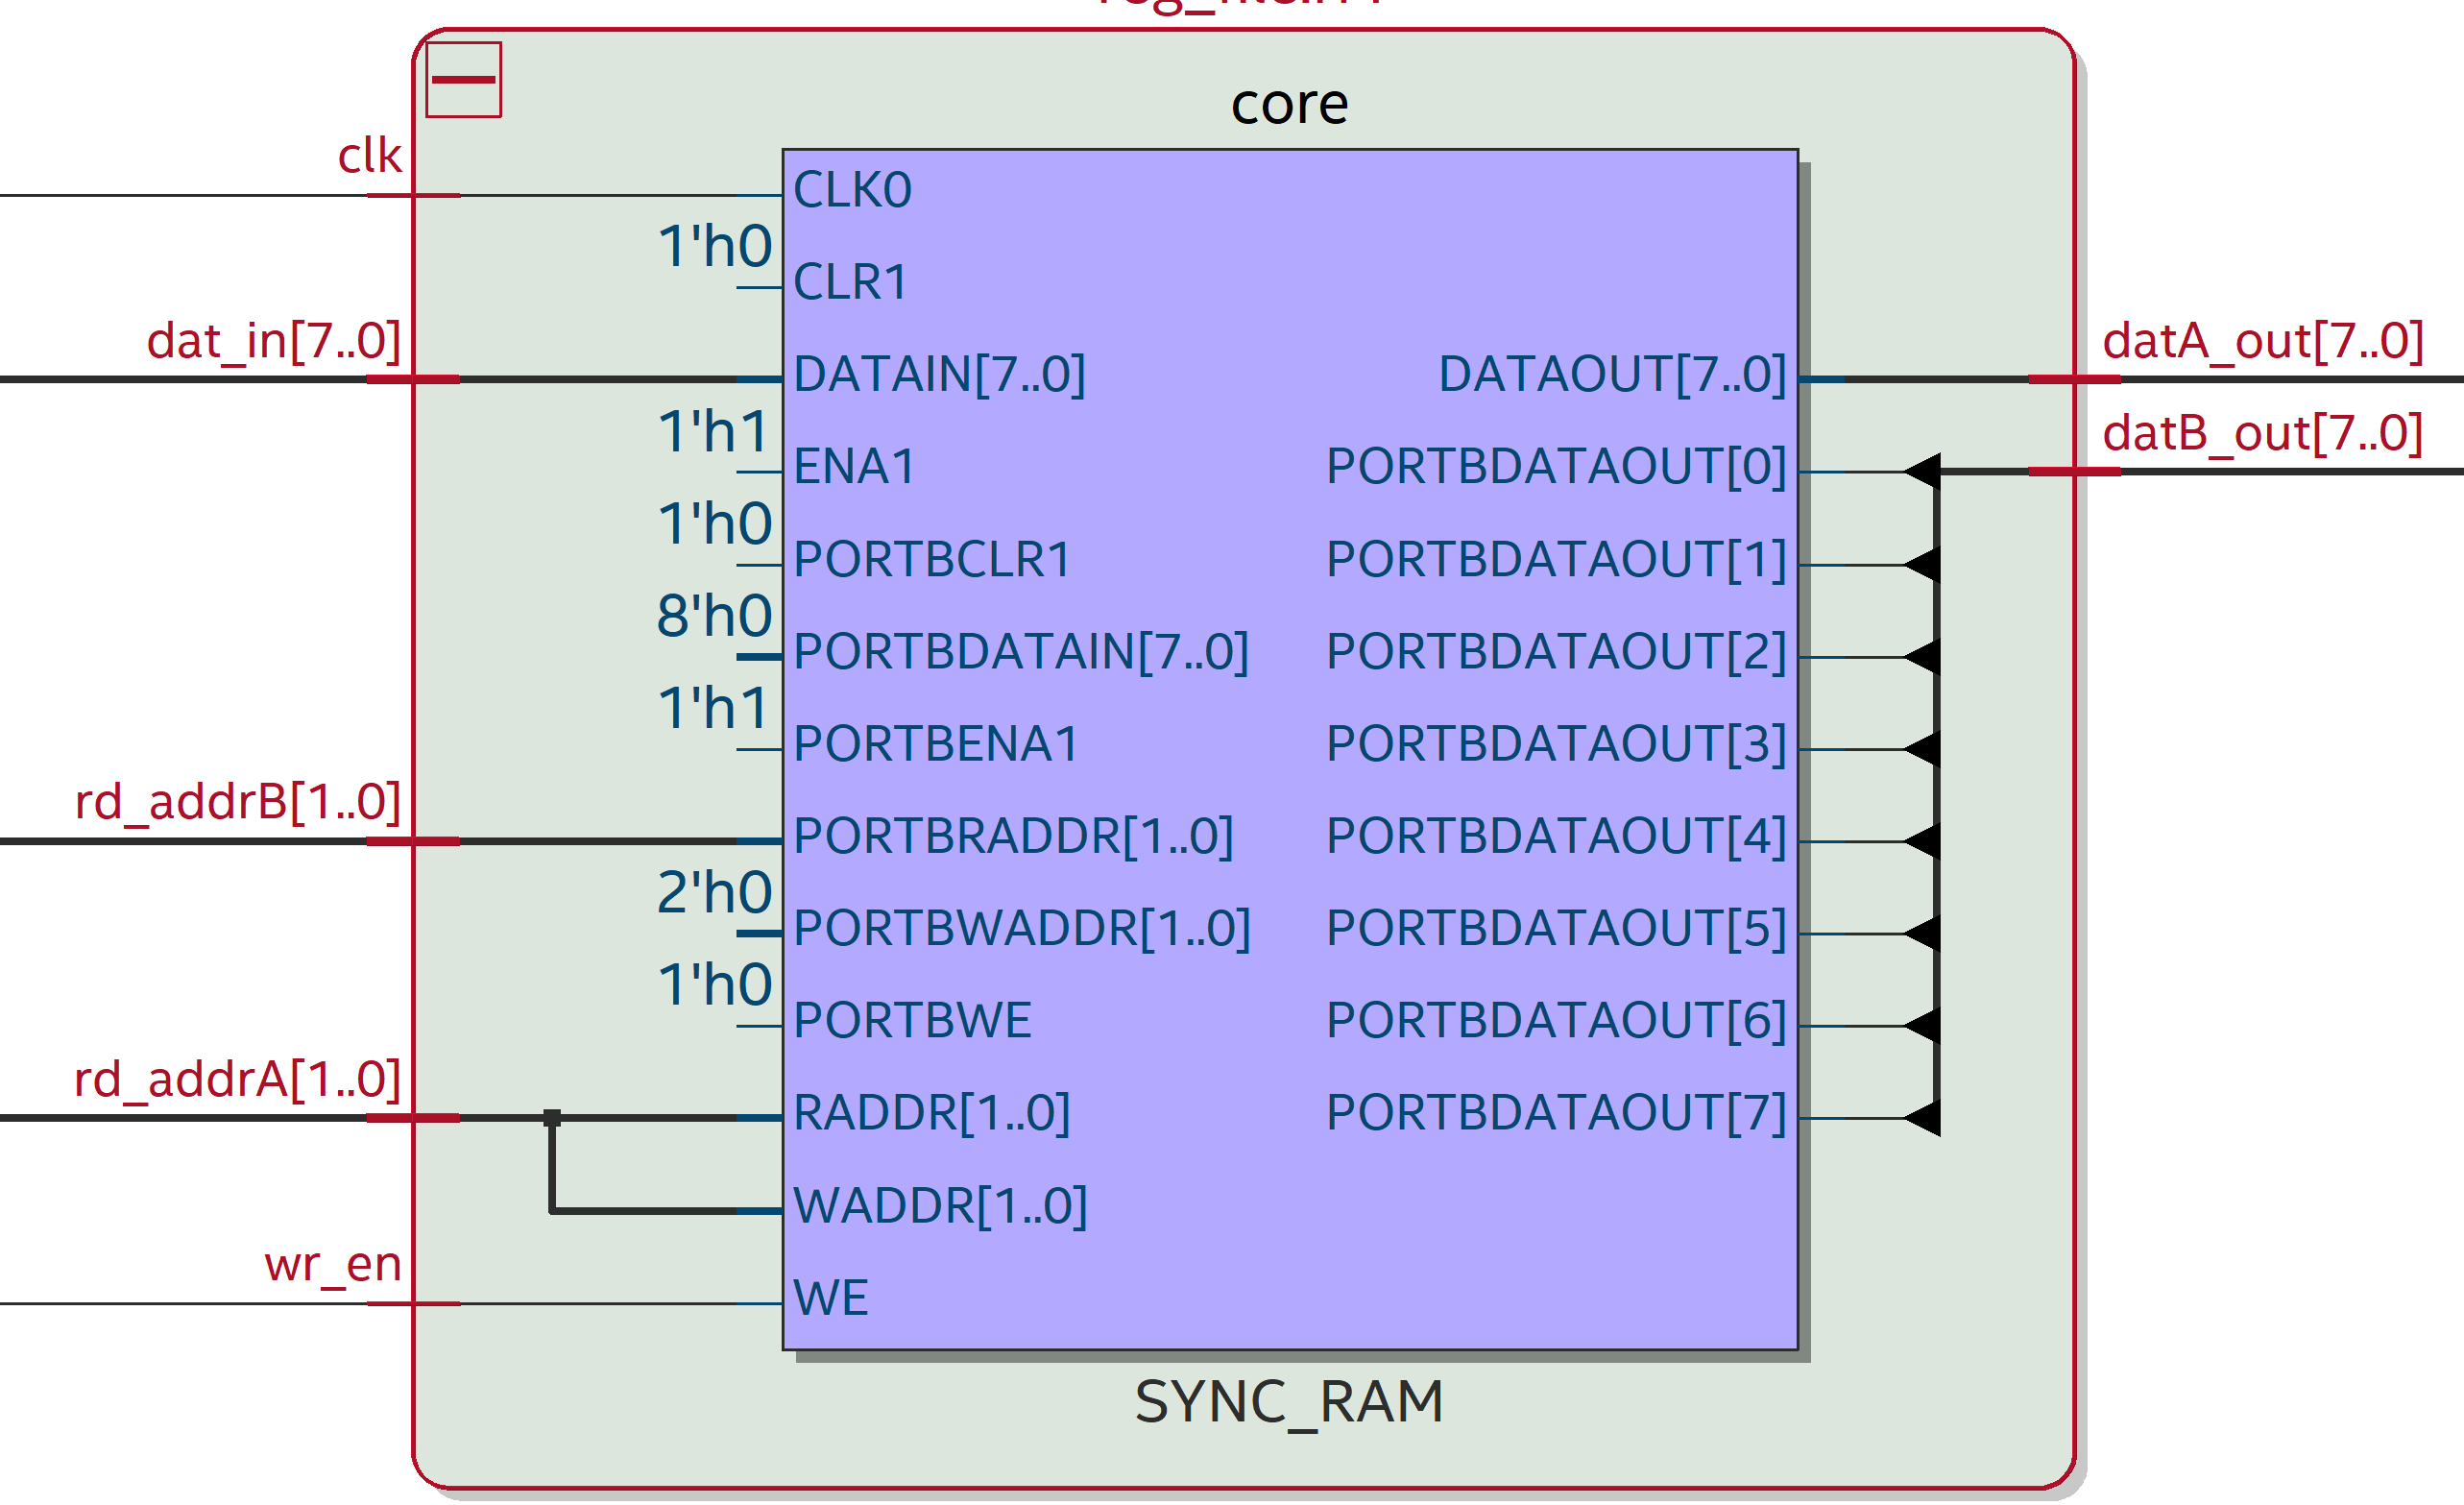 core
clk
CLK0
1'h0
CLR1
dat_in[7..0]
DATAIN[7..0]
DATAOUT[7..0]
datA_out[7..0]
1'h1
ENA1
PORTBDATAOUT[0]
datB_out[7..0]
1'h0
PORTBCLR1
PORTBDATAOUT[1]
8'h0
PORTBDATAIN[7..0]
PORTBDATAOUT[2]
1'h1
PORTBENA1
PORTBDATAOUT[3]
rd_addrB[1..0]
PORTBRADDR[1..0]
PORTBDATAOUT[4]
2'h0
PORTBWADDR[1..0]
PORTBDATAOUT[5]
1'h0
PORTBWE
PORTBDATAOUT[6]
rd_addrA[1..0]
RADDR[1..0]
PORTBDATAOUT[7]
WADDR[1..0]
wr_en
WE
SYNC_RAM